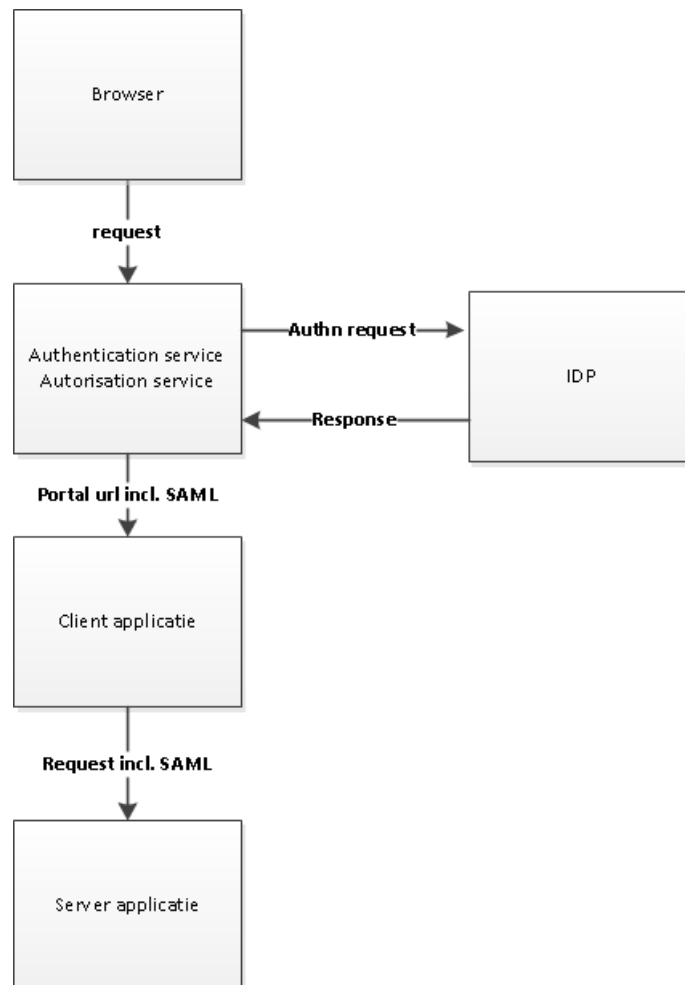 Browser
request
Authentication service
Autorisation service
Authn request
IDP
Response
Portal url incl. SAML
Client applicatie
Request incl. SAML
Server applicatie